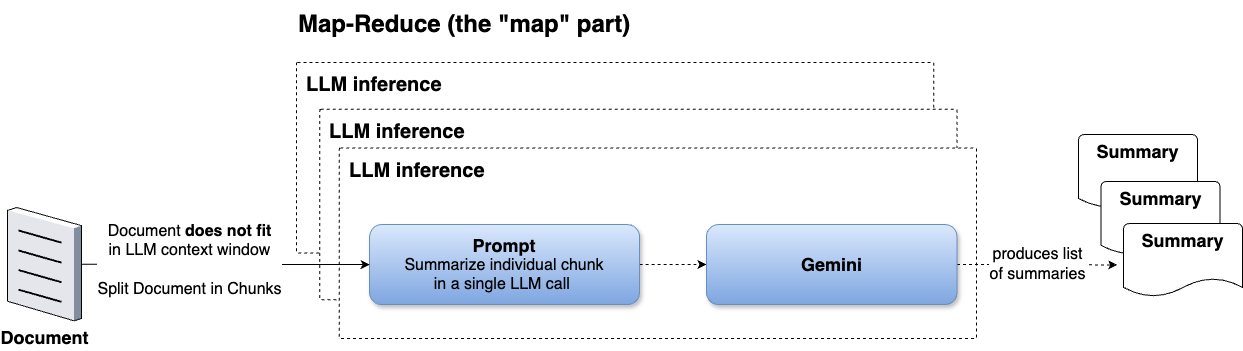 Map-Reduce (the "map" part)
LLM inference
LLM inference
LLM inference
Document does not fit
in LLM context window
Split Document in Chunks
Document
Prompt
Summarize individual chunk
in a single LLM call
Gemini
produces list
of summaries
Summary
Summary
Summary